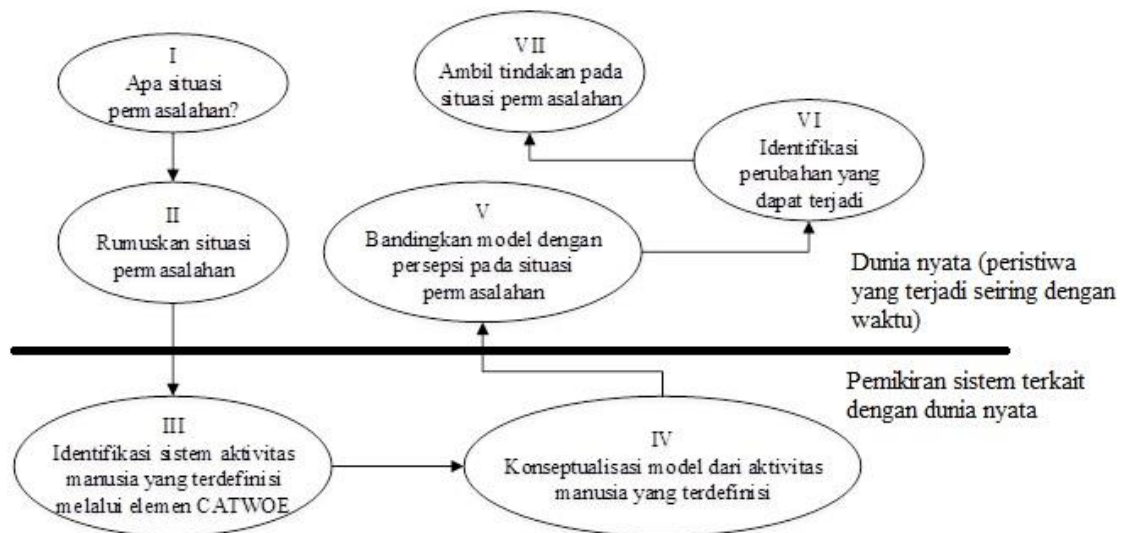 I
Apa situasi
permasalahan?
II
Rumuskan situasi
permasalahan
III
Identifikasi sistem aktivitas
manusia yang terdefinisi
melalui elemen CATWOE
IV
Konseptualisasi model dari aktivitas
manusia yang terdefinisi
V
Bandingkan model dengan
persepsi pada situasi
permasalahan
VI
Identifikasi
perubahan yang
dapat terjadi
VII
Ambil tindakan pada
situasi permasalahan
Dunia nyata (peristiwa
yang terjadi seiring dengan
waktu)
Pemikiran sistem terkait
dengan dunia nyata